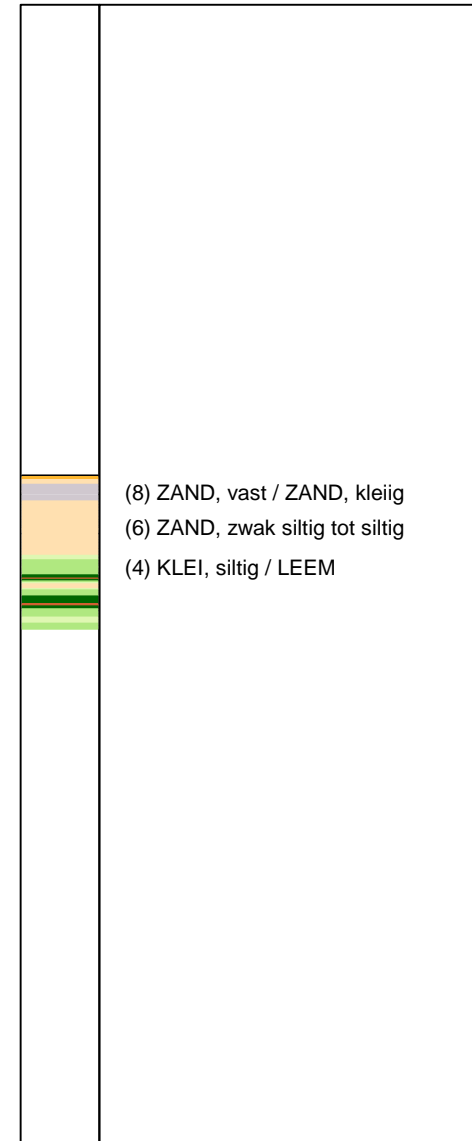 (8) ZAND, vast / ZAND, kleiig
(6) ZAND, zwak siltig tot siltig
(4) KLEI, siltig / LEEM